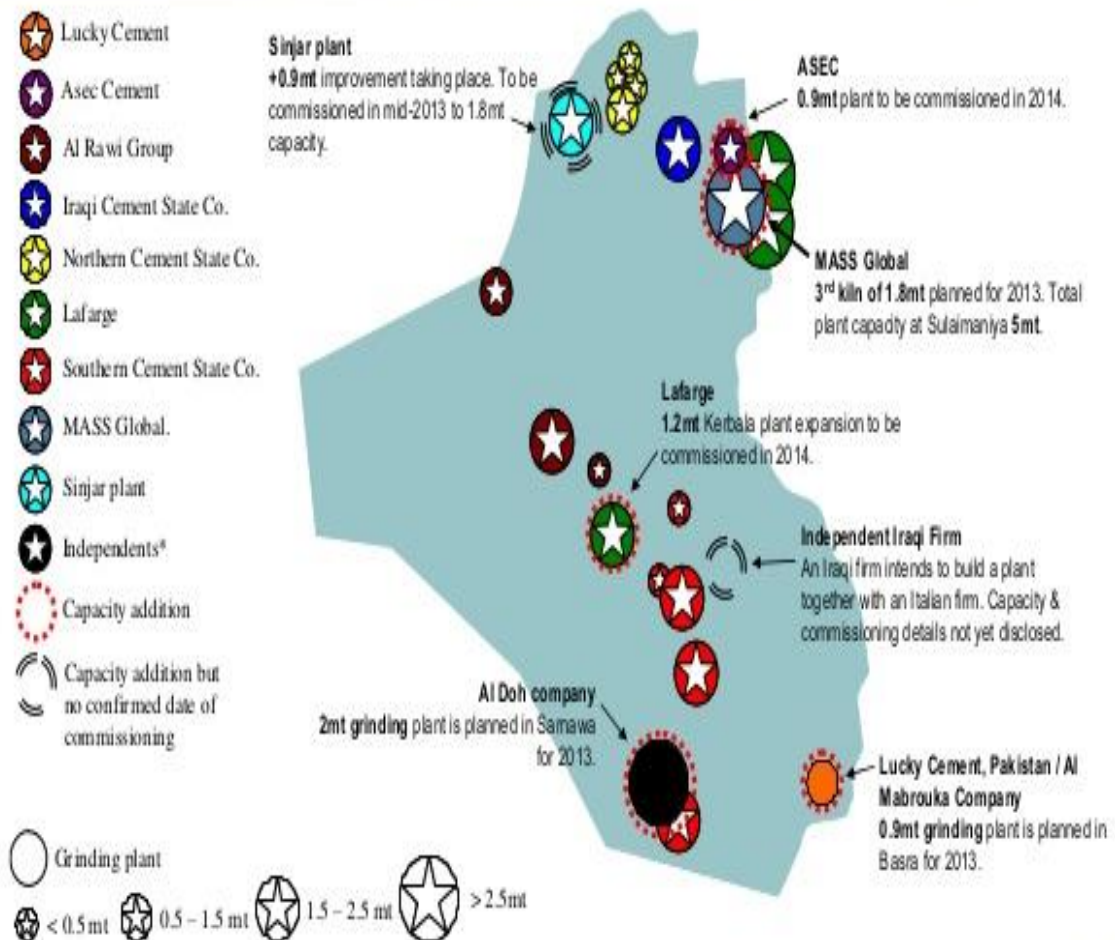 Lucky Cement
Asec Cement
Al Rawi Group
Iraqi Cement State Co.
Northern Cement State Co.
Lafarge
Southern Cement State Co.
MASS Global.
Sinjar plant
Independents*
Capacity addition
Capacity addition but
no confirmed date of
commissioning
Grinding plant
< 0.5 mt
0.5 – 1.5 mt
1.5 – 2.5 mt
> 2.5mt
Sinjar plant
+0.9mt improvement taking place. To be
commissioned in mid-2013 to 1.8mt
capacity.
ASEC
0.9mt plant to be commissioned in 2014.
MASS Global
3rd kiln of 1.8mt planned for 2013. Total
plant capacity at Sulaimaniya 5mt.
Lafarge
1.2mt Kerbala plant expansion to be
commissioned in 2014.
Independent Iraqi Firm
An Iraqi firm intends to build a plant
together with an Italian firm. Capacity &
commissioning details not yet disclosed.
Al Doh company
2mt grinding plant is planned in Samawa
for 2013.
Lucky Cement, Pakistan / Al
Mabrouka Company
0.9mt grinding plant is planned in
Basra for 2013.